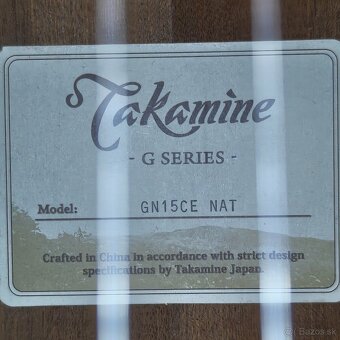 Takamine
- G SERIES -
Model: GN15CE NAT
Crafted in China in accordance with strict design
specifications by Takamine Japan.
© Bazos.sk